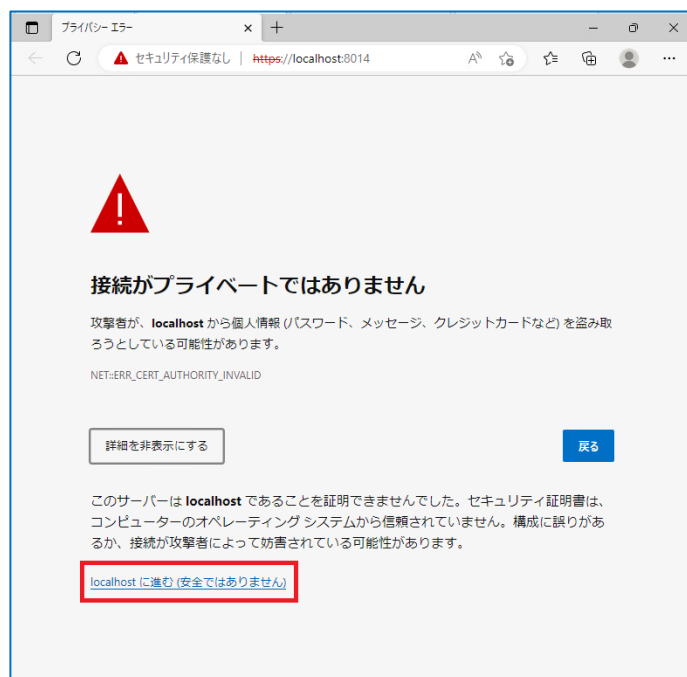 プライバシー エラー
セキュリティ保護なし | https://localhost:8014
接続がプライベートではありません
攻撃者が、localhost から個人情報 (パスワード、メッセージ、クレジットカードなど) を盗み取
ろうとしている可能性があります。
NET::ERR_CERT_AUTHORITY_INVALID
詳細を非表示にする
戻る
このサーバーは localhost であることを証明できませんでした。セキュリティ証明書は、
コンピューターのオペレーティング システムから信頼されていません。構成に誤りがあ
るか、接続が攻撃者によって妨害されている可能性があります。
localhost に進む (安全ではありません)